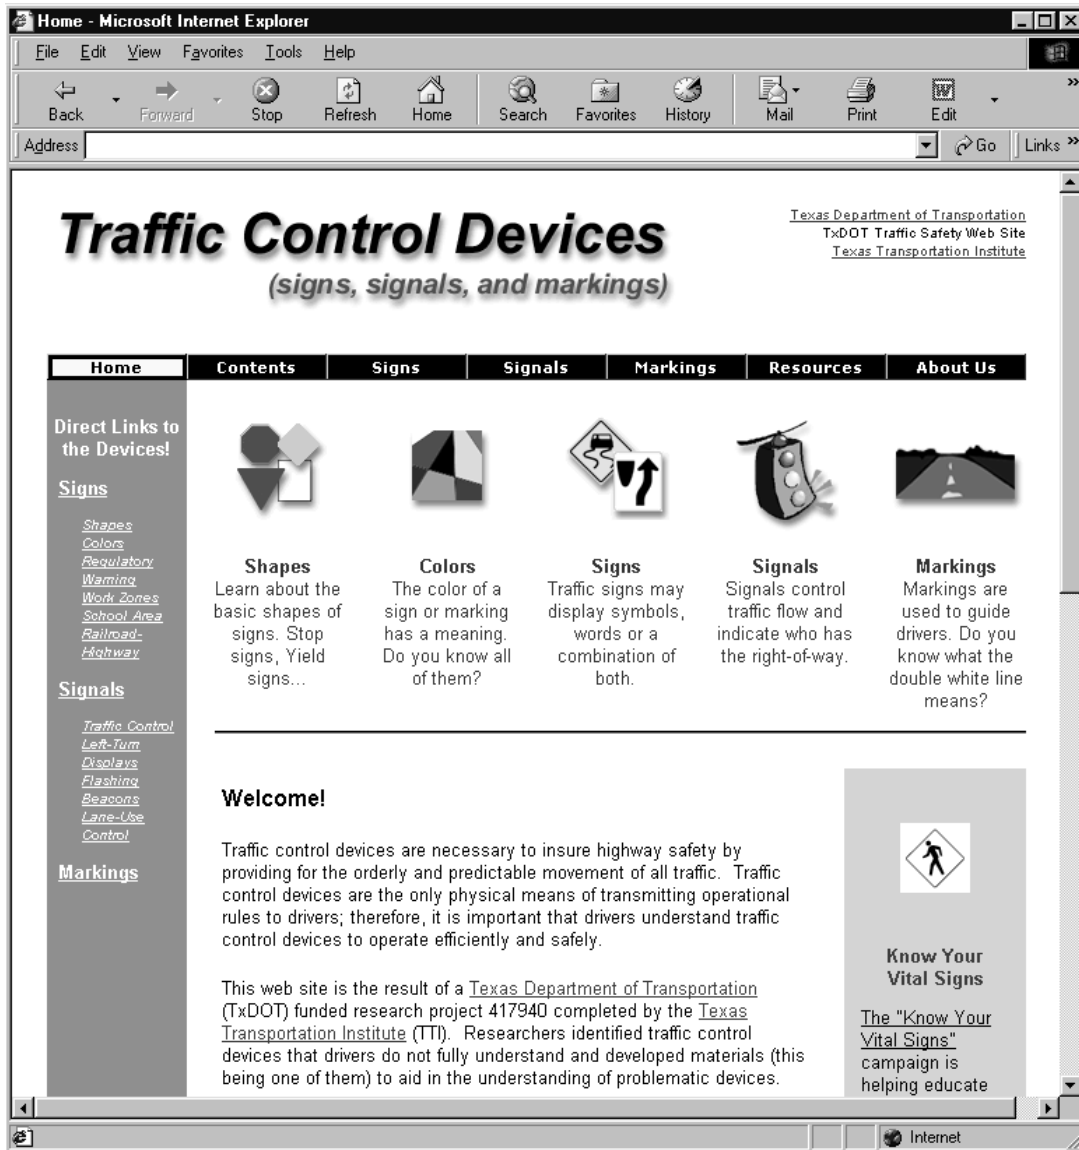 Home - Microsoft Internet Explorer
File Edit View Favorites Tools Help
Back Forward Stop Refresh Home Search Favorites History Mail Print Edit »
Address Go Links »
Traffic Control Devices
(signs, signals, and markings)
Texas Department of Transportation
TxDOT Traffic Safety Web Site
Texas Transportation Institute
Home Contents Signs Signals Markings Resources About Us
Direct Links to
the Devices!
Signs
Shapes
Colors
Regulatory
Warning
Work Zones
School Area
Railroad-
Highway
Signals
Traffic Control
Left-Turn
Displays
Flashing
Beacons
Lane-Use
Control
Markings
Shapes
Learn about the
basic shapes of
signs. Stop
signs, Yield
signs...
Colors
The color of a
sign or marking
has a meaning.
Do you know all
of them?
Signs
Traffic signs may
display symbols,
words or a
combination of
both.
Signals
Signals control
traffic flow and
indicate who has
the right-of-way.
Markings
Markings are
used to guide
drivers. Do you
know what the
double white line
means?
Welcome!
Traffic control devices are necessary to insure highway safety by
providing for the orderly and predictable movement of all traffic. Traffic
control devices are the only physical means of transmitting operational
rules to drivers; therefore, it is important that drivers understand traffic
control devices to operate efficiently and safely.
This web site is the result of a Texas Department of Transportation
(TxDOT) funded research project 417940 completed by the Texas
Transportation Institute (TTI). Researchers identified traffic control
devices that drivers do not fully understand and developed materials (this
being one of them) to aid in the understanding of problematic devices.
Know Your
Vital Signs
The "Know Your
Vital Signs"
campaign is
helping educate
Internet